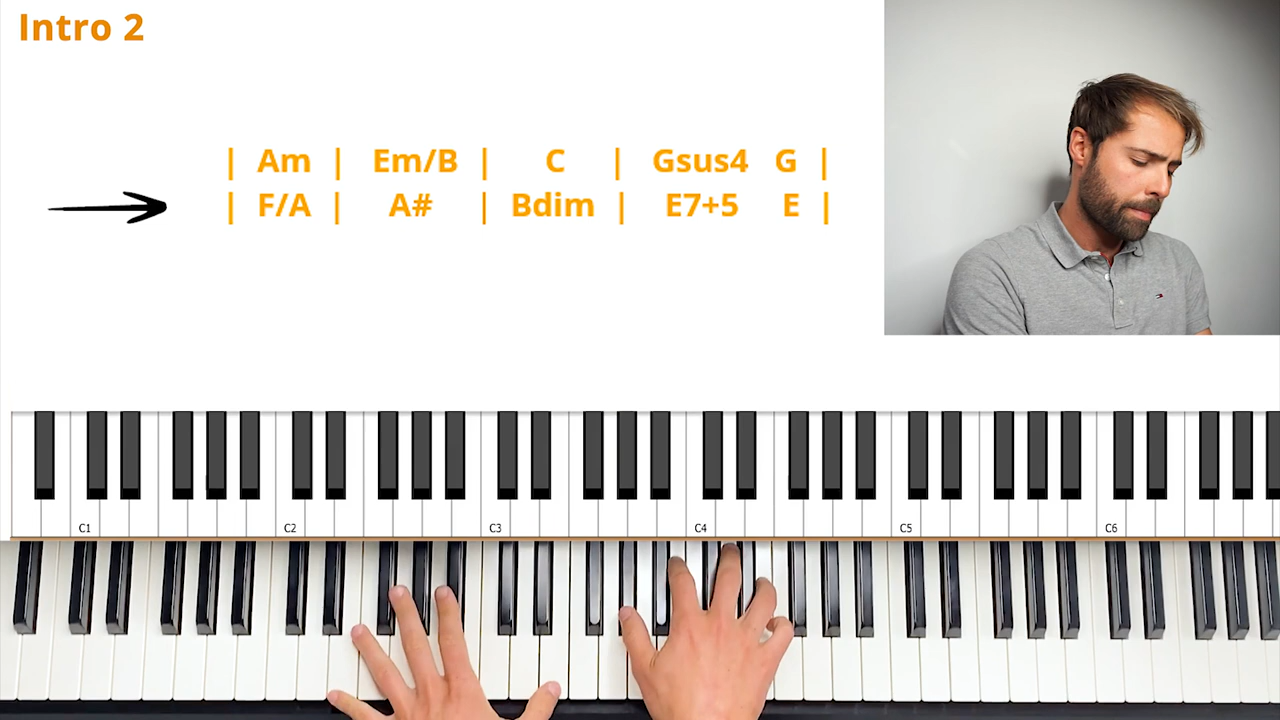 Intro 2
| Am | Em/B | C | Gsus4 G |
| F/A | A# | Bdim | E7+5 E |
C1 C2 C3 C4 C5 C6